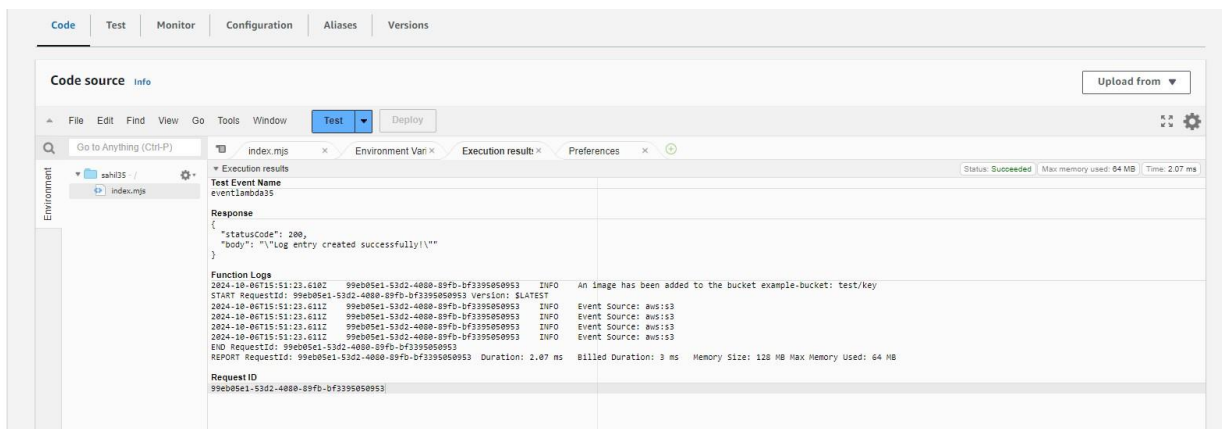 Code Test Monitor Configuration Aliases Versions
Code source Info
Upload from
File Edit Find View Go Tools Window Test Deploy
Go to Anything (Ctrl-P)
index.mjs Environment Vari Execution results Preferences
Environment
sahil35 - /
index.mjs
Execution results
Status: Succeeded Max memory used: 64 MB Time: 2.07 ms
Test Event Name
eventlambda35
Response
{
"statusCode": 200,
"body": "\"Log entry created successfully!\""
}
Function Logs
2024-10-06T15:51:23.610Z 99eb05e1-53d2-4080-89fb-bf3395050953 INFO An image has been added to the bucket example-bucket: test/key
START RequestId: 99eb05e1-53d2-4080-89fb-bf3395050953 Version: $LATEST
2024-10-06T15:51:23.611Z 99eb05e1-53d2-4080-89fb-bf3395050953 INFO Event Source: aws:s3
2024-10-06T15:51:23.611Z 99eb05e1-53d2-4080-89fb-bf3395050953 INFO Event Source: aws:s3
2024-10-06T15:51:23.611Z 99eb05e1-53d2-4080-89fb-bf3395050953 INFO Event Source: aws:s3
2024-10-06T15:51:23.611Z 99eb05e1-53d2-4080-89fb-bf3395050953 INFO Event Source: aws:s3
END RequestId: 99eb05e1-53d2-4080-89fb-bf3395050953
REPORT RequestId: 99eb05e1-53d2-4080-89fb-bf3395050953 Duration: 2.07 ms Billed Duration: 3 ms Memory Size: 128 MB Max Memory Used: 64 MB
Request ID
99eb05e1-53d2-4080-89fb-bf3395050953